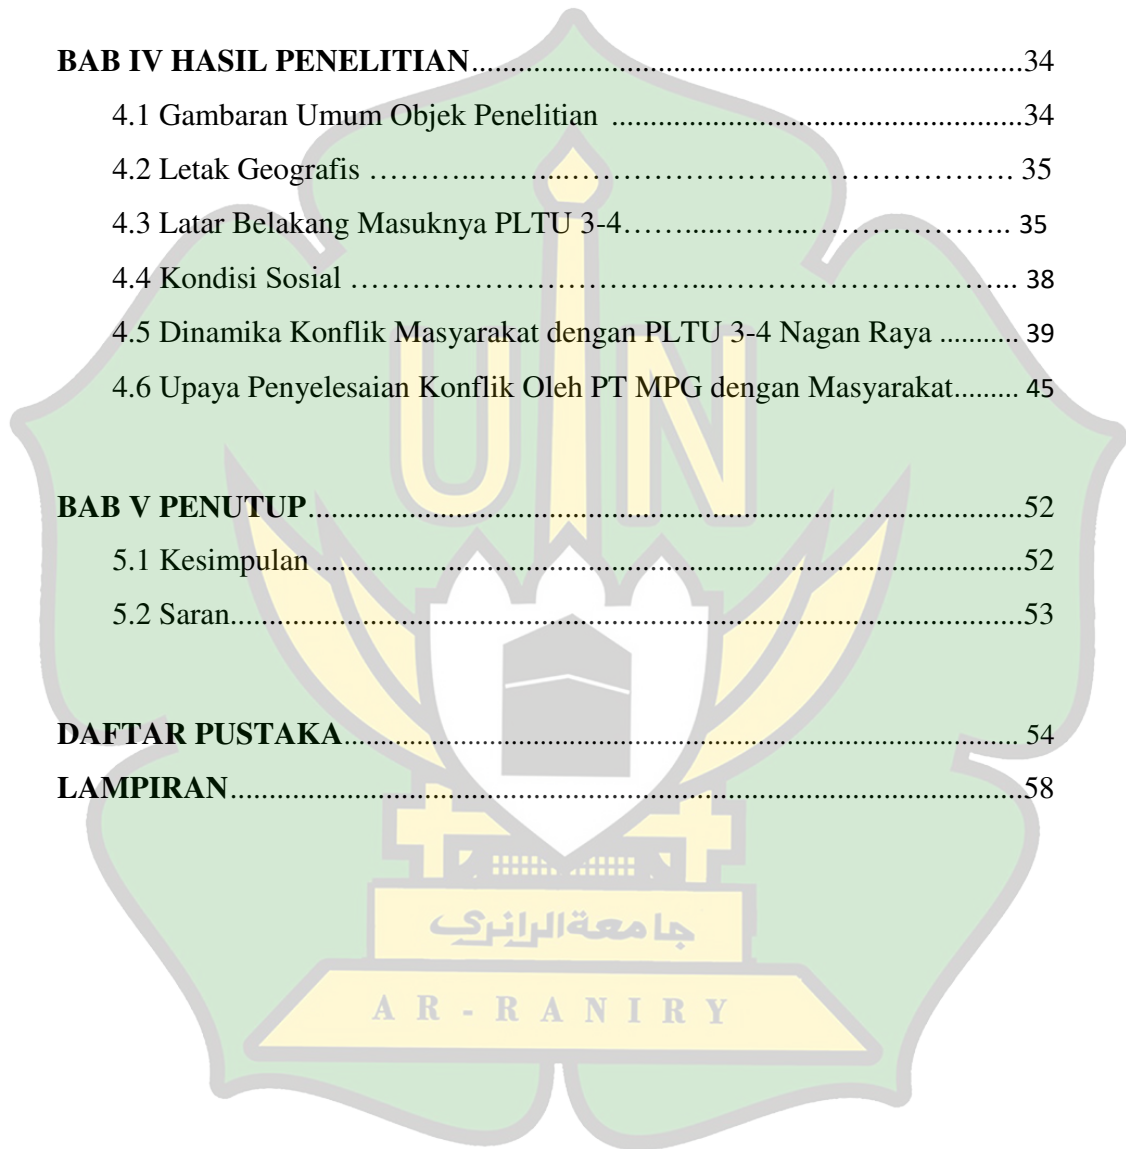 BAB IV HASIL PENELITIAN......................................................................34
4.1 Gambaran Umum Objek Penelitian ....................................................34
4.2 Letak Geografis ………..……...………………………………………………. 35
4.3 Latar Belakang Masuknya PLTU 3-4……....……..……………….. 35
4.4 Kondisi Sosial ………………………………..………………………….. 38
4.5 Dinamika Konflik Masyarakat dengan PLTU 3-4 Nagan Raya .......... 39
4.6 Upaya Penyelesaian Konflik Oleh PT MPG dengan Masyarakat......... 45
BAB V PENUTUP...........................................................................................52
5.1 Kesimpulan .........................................................................................52
5.2 Saran....................................................................................................53
DAFTAR PUSTAKA...................................................................................... 54
LAMPIRAN....................................................................................................58
UIN
جامعةالرانري
AR-RANIRY